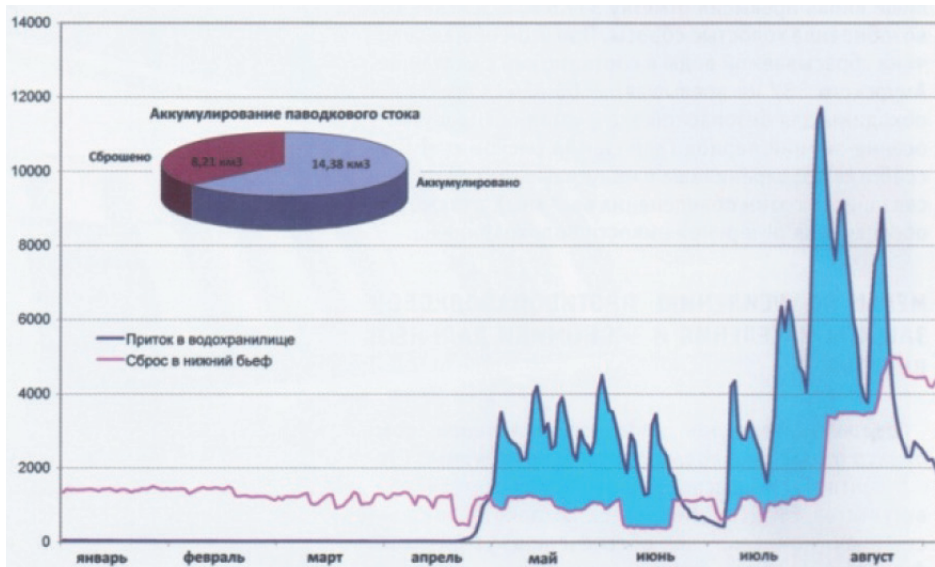 14000
12000
10000
8000
6000
4000
2000
0
Аккумулирование паводкового стока
Сброшено
8,21 км3
14,38 км3
Аккумулировано
Приток в водохранилище
Сброс в нижний бьеф
январь
февраль
март
апрель
май
июнь
июль
август